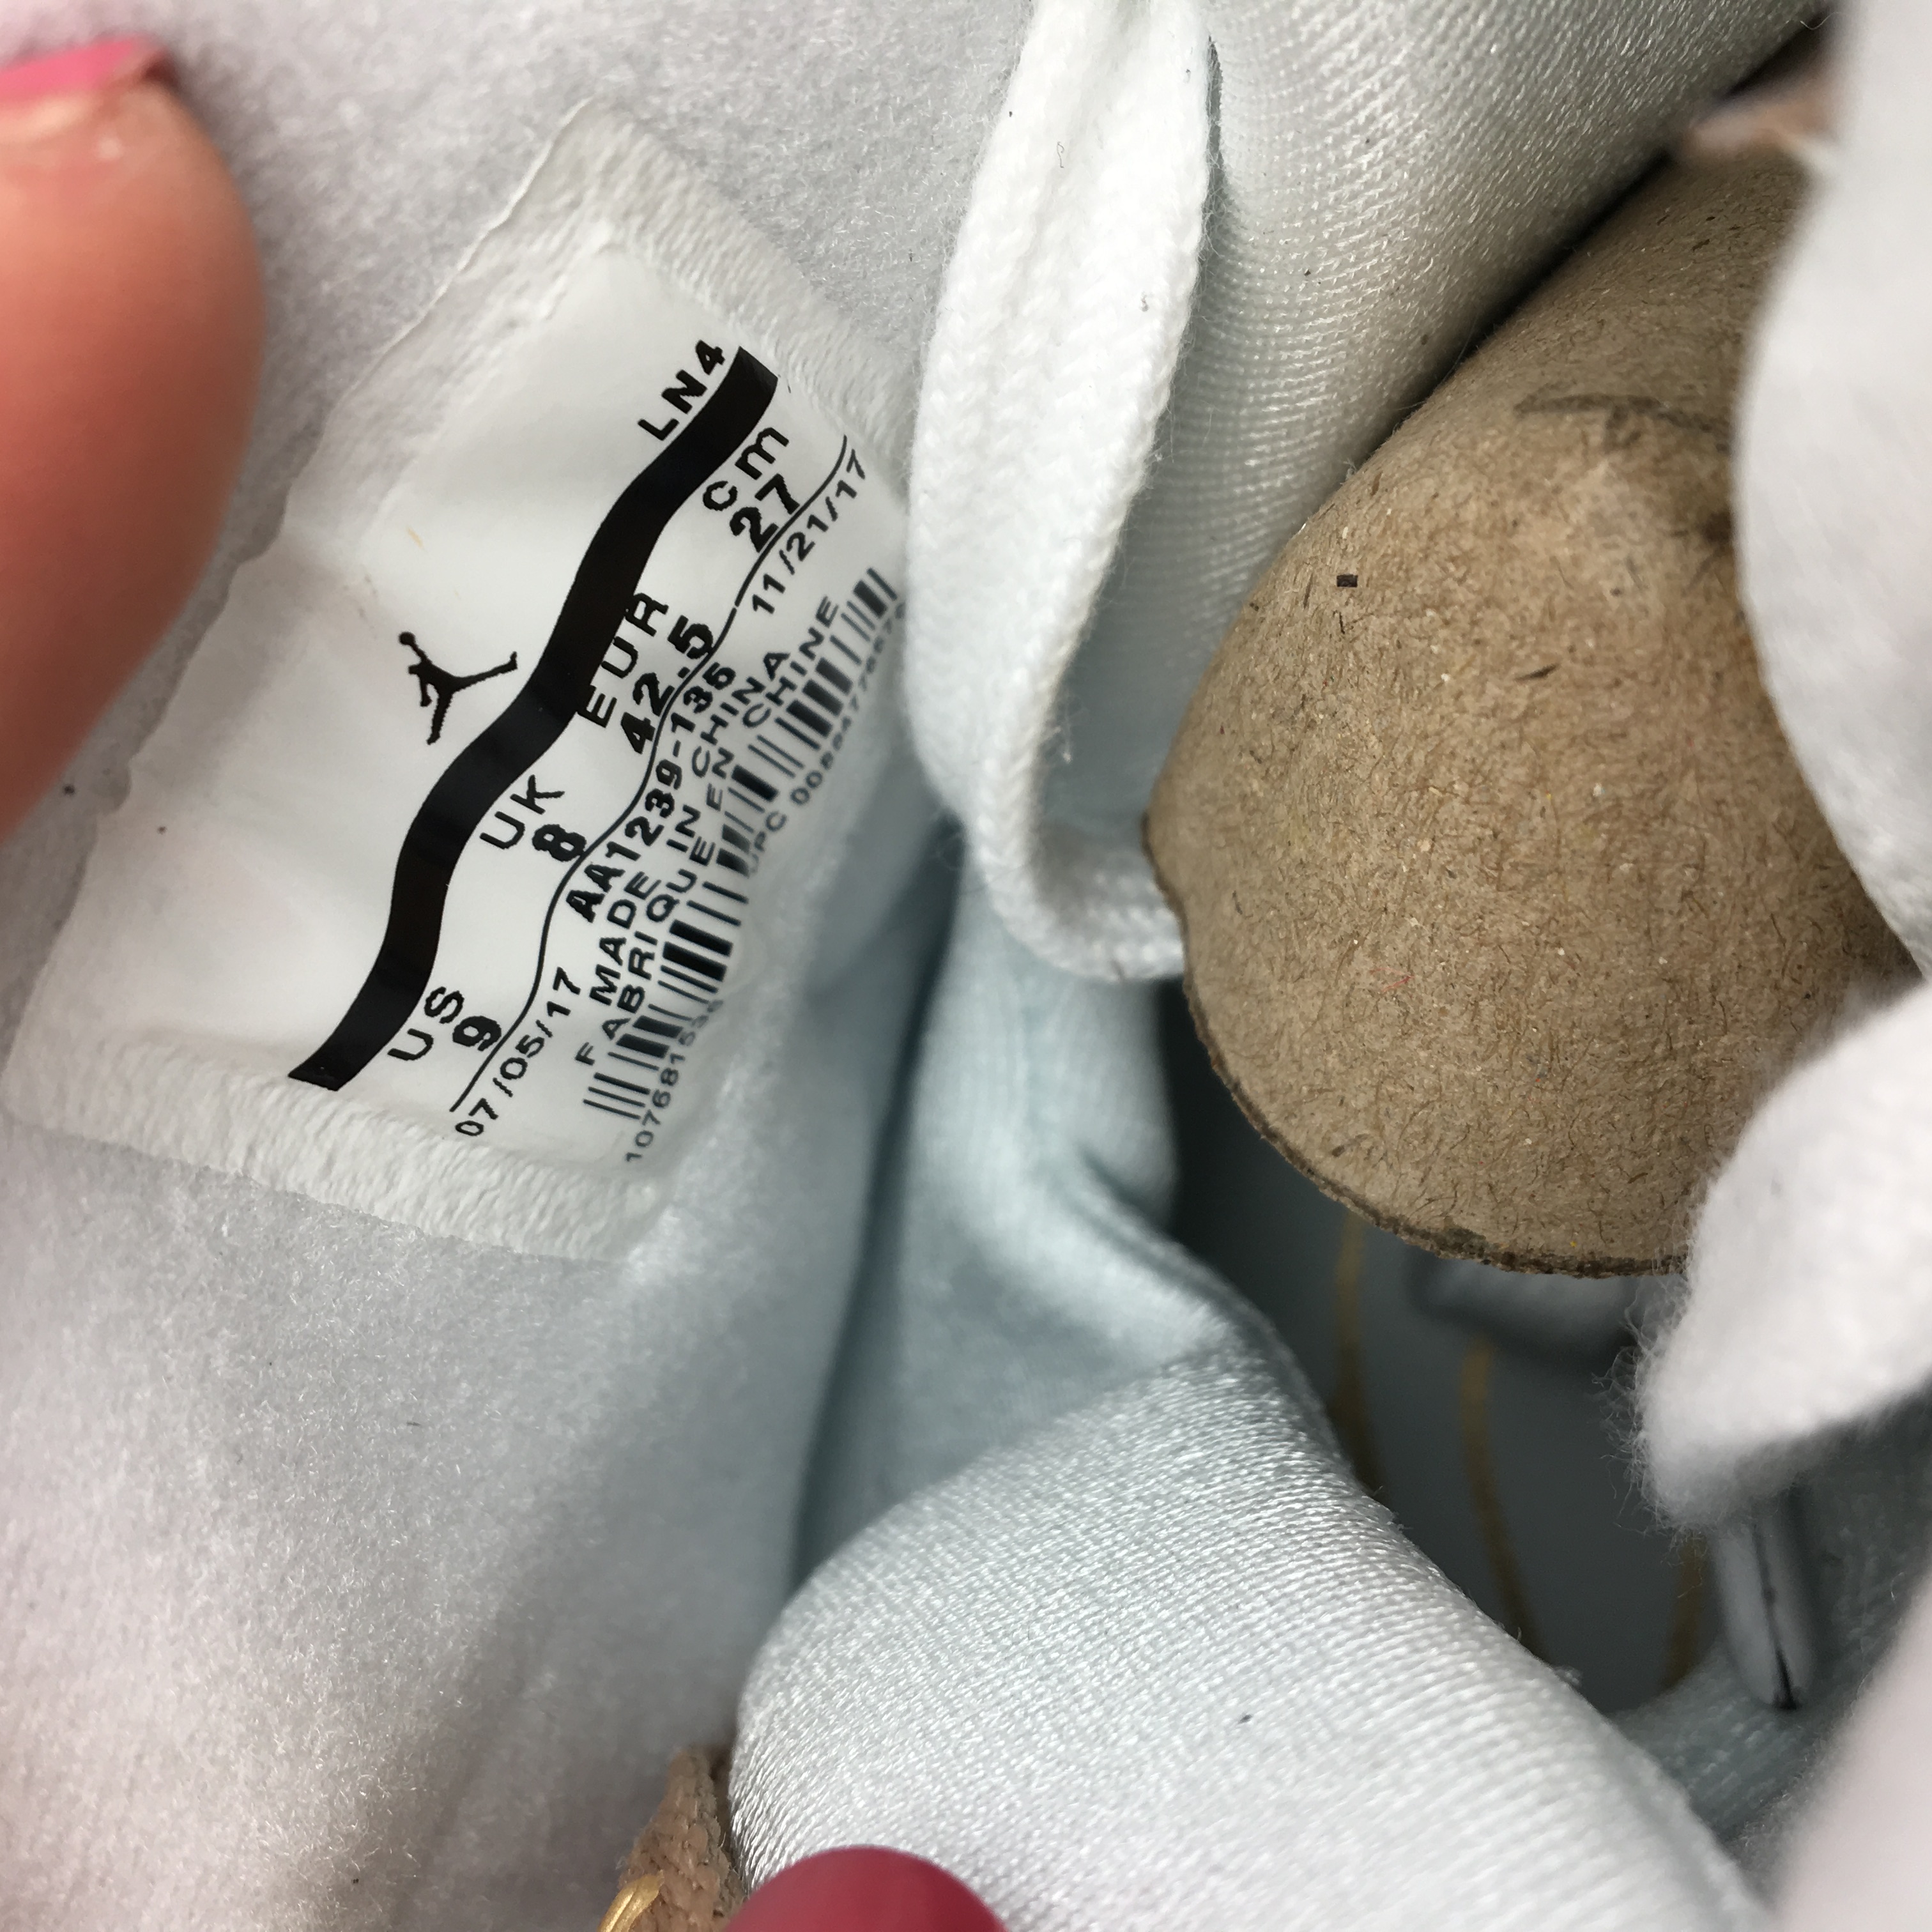 LN4
US UK EUR cm
9 8 42.5 27
07/05/17 AA1239-135 11/21/17
MADE IN CHINA
FABRIQUE EN CHINE
UPC